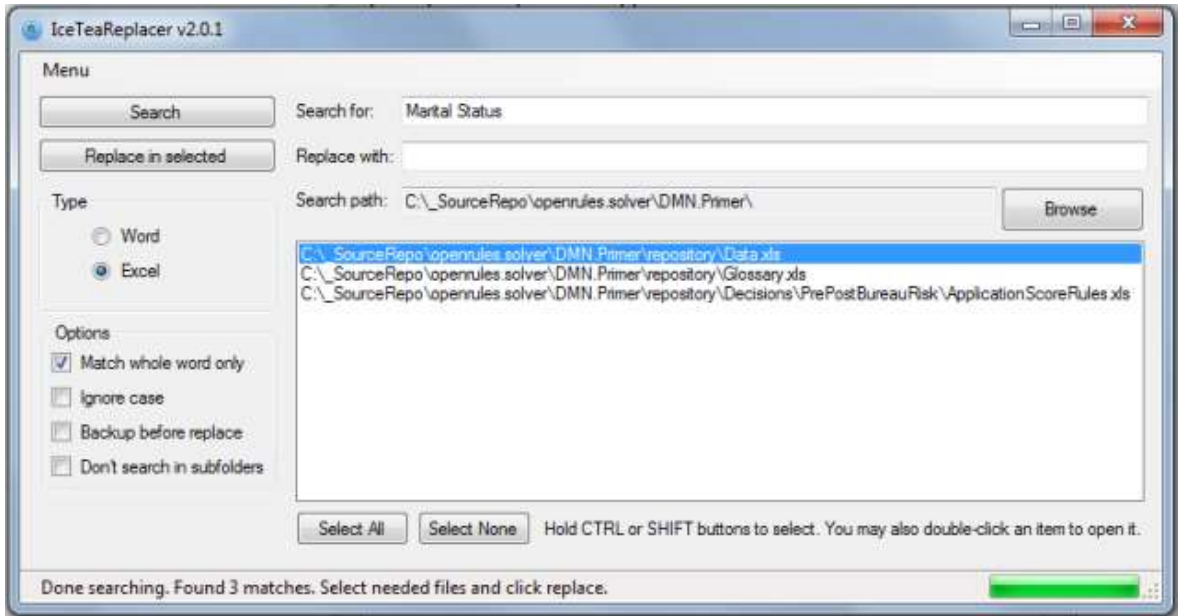 IceTeaReplacer v2.0.1
Menu
Search
Search for: Marital Status
Replace in selected
Replace with:
Search path: C:\_SourceRepo\openrules.solver\DMN.Primer\
Browse
Type
Word
Excel
C:\_SourceRepo\openrules.solver\DMN.Primer\repository\Data.xls
C:\_SourceRepo\openrules.solver\DMN.Primer\repository\Glossary.xls
C:\_SourceRepo\openrules.solver\DMN.Primer\repository\Decisions\PrePostBureauRisk\ApplicationScoreRules.xls
Options
Match whole word only
Ignore case
Backup before replace
Don't search in subfolders
Select All
Select None
Hold CTRL or SHIFT buttons to select. You may also double-click an item to open it.
Done searching. Found 3 matches. Select needed files and click replace.